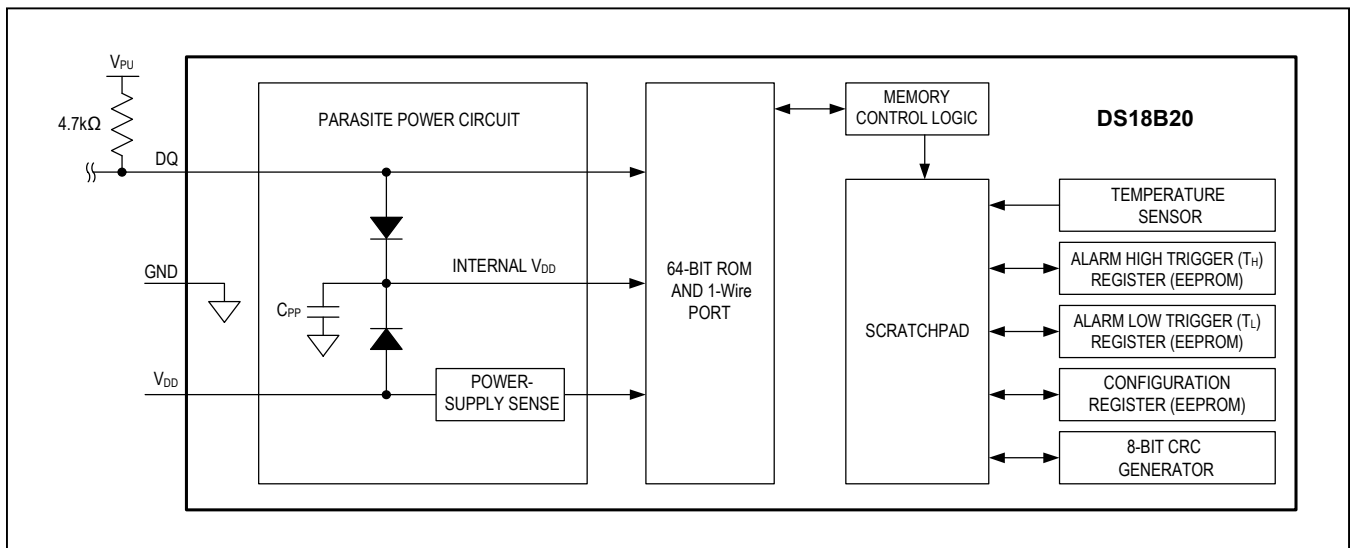 VPU
4.7kΩ
DQ
GND
VDD
PARASITE POWER CIRCUIT
INTERNAL VDD
CPP
POWER-
SUPPLY SENSE
64-BIT ROM
AND 1-Wire
PORT
MEMORY
CONTROL LOGIC
SCRATCHPAD
DS18B20
TEMPERATURE
SENSOR
ALARM HIGH TRIGGER (TH)
REGISTER (EEPROM)
ALARM LOW TRIGGER (TL)
REGISTER (EEPROM)
CONFIGURATION
REGISTER (EEPROM)
8-BIT CRC
GENERATOR